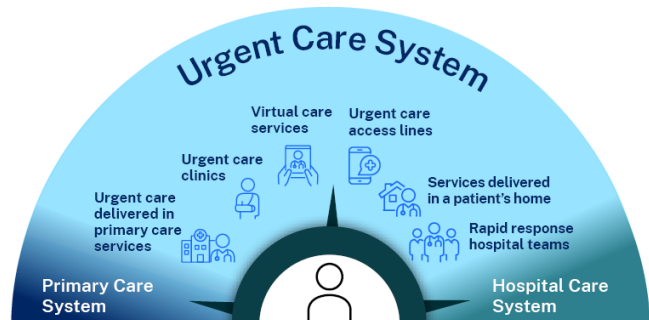 Urgent Care System
Virtual care
services
Urgent care
access lines
Urgent care
clinics
Services delivered
in a patient's home
Urgent care
delivered in
primary care
services
Rapid response
hospital teams
Primary Care
System
Hospital Care
System